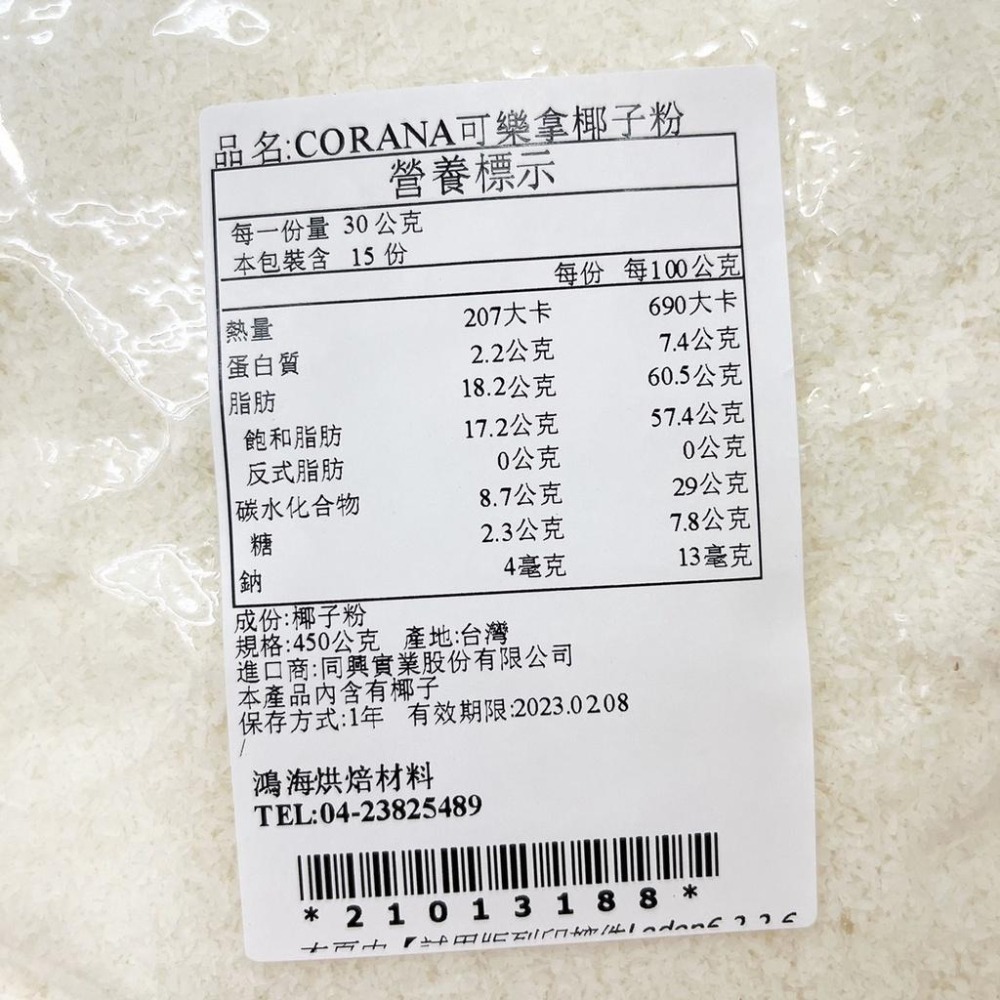 品名:CORANA可樂拿椰子粉
營養標示
每一份量 30 公克
本包裝含 15 份
每份 每100公克
熱量 207大卡 690大卡
蛋白質 2.2公克 7.4公克
脂肪 18.2公克 60.5公克
飽和脂肪 17.2公克 57.4公克
反式脂肪 0公克 0公克
碳水化合物 8.7公克 29公克
糖 2.3公克 7.8公克
鈉 4毫克 13毫克
成份:椰子粉
規格:450公克 產地:台灣
進口商:同興實業股份有限公司
本產品內含有椰子
保存方式:1年 有效期限:2023.0208
/
鴻海烘焙材料
TEL:04-23825489
*21013188*